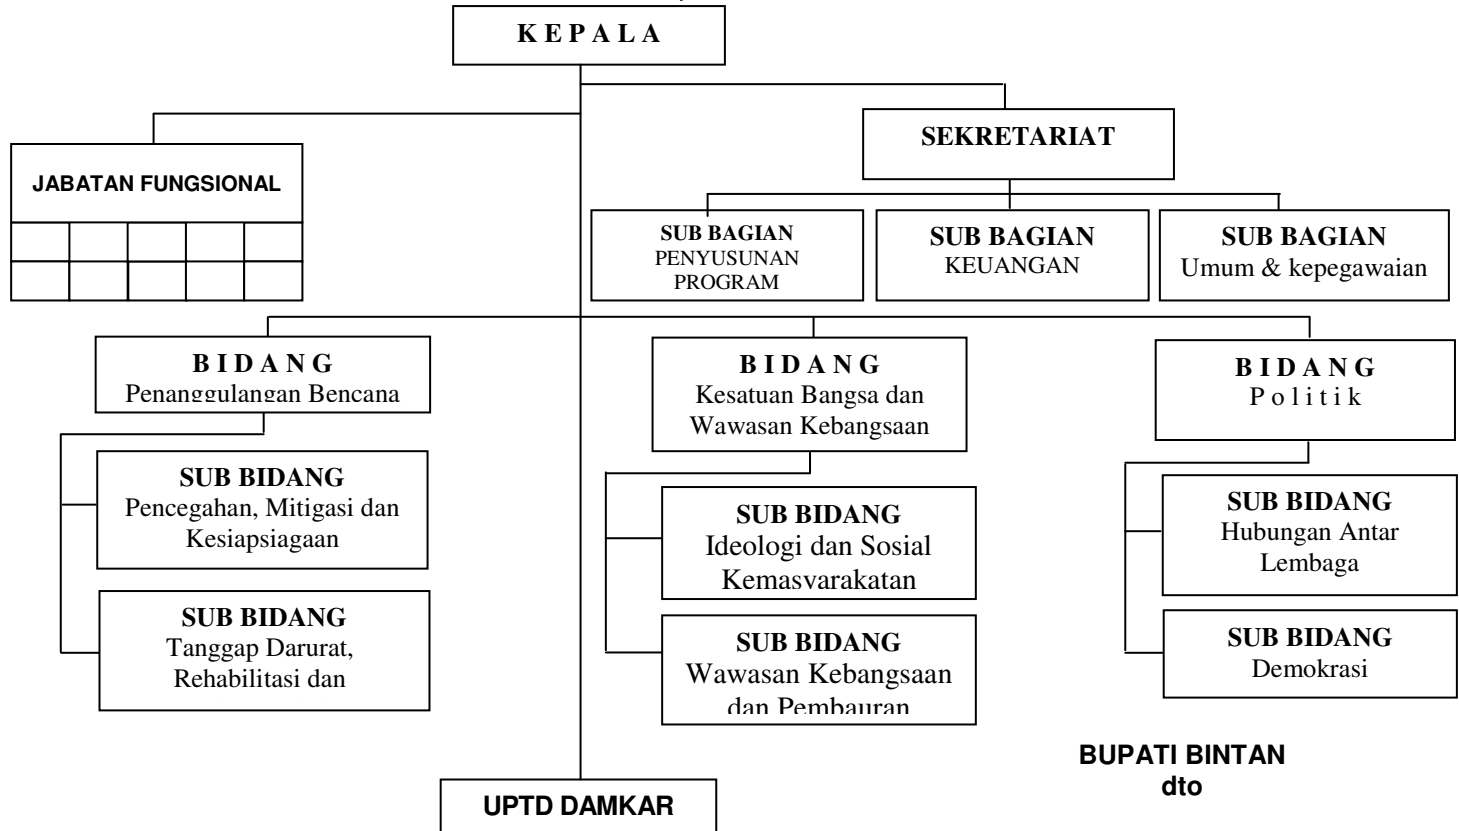 K E P A L A
SEKRETARIAT
JABATAN FUNGSIONAL
SUB BAGIAN
PENYUSUNAN
PROGRAM
SUB BAGIAN
KEUANGAN
SUB BAGIAN
Umum & kepegawaian
B I D A N G
Penanggulangan Bencana
B I D A N G
Kesatuan Bangsa dan
Wawasan Kebangsaan
B I D A N G
P o l i t i k
SUB BIDANG
Pencegahan, Mitigasi dan
Kesiapsiagaan
SUB BIDANG
Ideologi dan Sosial
Kemasyarakatan
SUB BIDANG
Hubungan Antar
Lembaga
SUB BIDANG
Tanggap Darurat,
Rehabilitasi dan
SUB BIDANG
Wawasan Kebangsaan
dan Pembauran
SUB BIDANG
Demokrasi
BUPATI BINTAN
dto
UPTD DAMKAR